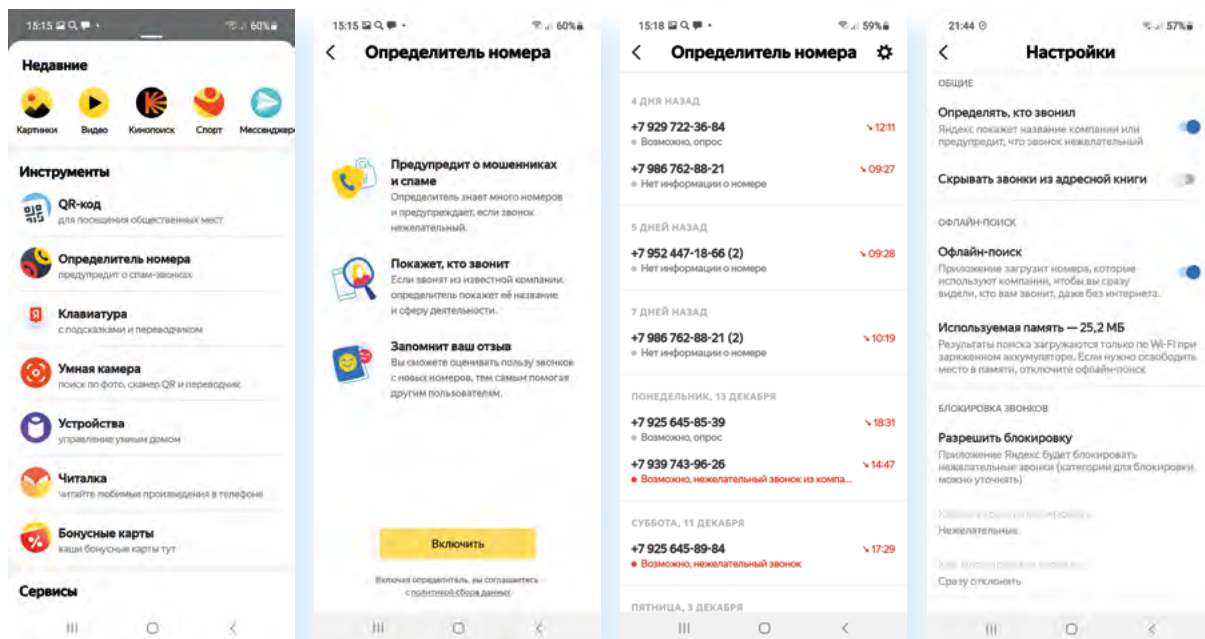 15:15
60%
Недавние
Картинки Видео Кинопоиск Спорт Мессенджер
Инструменты
QR-код
для посещения общественных мест
Определитель номера
предупредит о спам-звонках
Клавиатура
с подсказками и переводчиком
Умная камера
поиск по фото, сканер QR и переводчик
Устройства
управление умным домом
Читалка
читайте любимые произведения в телефоне
Бонусные карты
ваши бонусные карты тут
Сервисы
15:15
60%
Определитель номера
Предупредит о мошенниках
и спаме
Определитель знает много номеров
и предупреждает, если звонок
нежелательный.
Покажет, кто звонит
Если звонят из известной компании,
определитель покажет её название
и сферу деятельности.
Запомнит ваш отзыв
Вы сможете оценивать пользу звонков
с новых номеров, тем самым помогая
другим пользователям.
Включить
Включая определитель, вы соглашаетесь
с политикой сбора данных
15:18
59%
Определитель номера
4 ДНЯ НАЗАД
+7 929 722-36-84 12:11
Возможно, опрос
+7 986 762-88-21 09:27
Нет информации о номере
5 ДНЕЙ НАЗАД
+7 952 447-18-66 (2) 09:28
Нет информации о номере
7 ДНЕЙ НАЗАД
+7 986 762-88-21 (2) 10:19
Нет информации о номере
ПОНЕДЕЛЬНИК, 13 ДЕКАБРЯ
+7 925 645-85-39 18:31
Возможно, опрос
+7 939 743-96-26 14:47
Возможно, нежелательный звонок из компа...
СУББОТА, 11 ДЕКАБРЯ
+7 925 645-89-84 17:29
Возможно, нежелательный звонок
ПЯТНИЦА, 3 ДЕКАБРЯ
21:44
57%
Настройки
ОБЩИЕ
Определять, кто звонил
Яндекс покажет название компании или
предупредит, что звонок нежелательный
Скрывать звонки из адресной книги
ОФЛАЙН-ПОИСК
Офлайн-поиск
Приложение загрузит номера, которые
используют компании, чтобы вы сразу
видели, кто вам звонит, даже без интернета.
Используемая память — 25,2 МБ
Результаты поиска загружаются только по Wi-Fi при
заряженном аккумуляторе. Если нужно освободить
место в памяти, отключите офлайн-поиск
БЛОКИРОВКА ЗВОНКОВ
Разрешить блокировку
Приложение Яндекс будет блокировать
нежелательные звонки (категории для блокировки
можно уточнять)
Нежелательные
Сразу отклонять